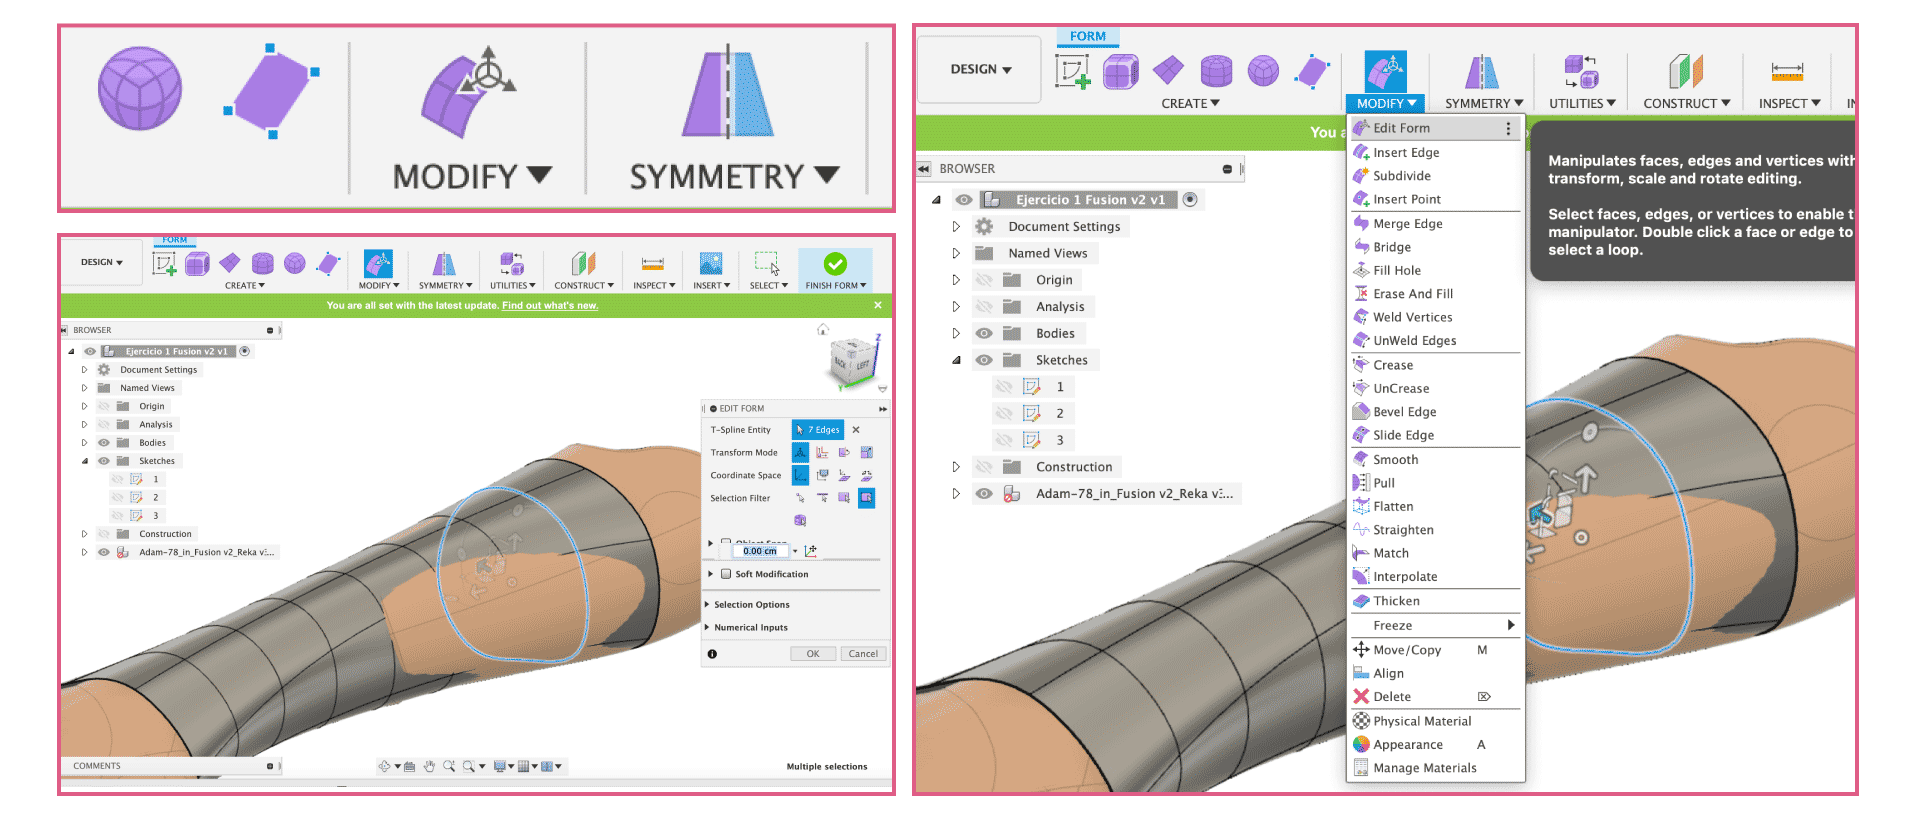 MODIFY
SYMMETRY
FORM
DESIGN
CREATE
MODIFY
SYMMETRY
UTILITIES
CONSTRUCT
INSPECT
INSERT
SELECT
FINISH FORM
You are all set with the latest update. Find out what's new.
BROWSER
Ejercicio 1 Fusion v2 v1
Document Settings
Named Views
Origin
Analysis
Bodies
Sketches
1
2
3
Construction
Adam-78_in_Fusion v2_Reka v:...
BACK
LEFT
Z
Y
EDIT FORM
T-Spline Entity
7 Edges
Transform Mode
Coordinate Space
Selection Filter
0.00 cm
Soft Modification
Selection Options
Numerical Inputs
OK
Cancel
COMMENTS
Multiple selections
FORM
DESIGN
CREATE
MODIFY
SYMMETRY
UTILITIES
CONSTRUCT
INSPECT
You a
BROWSER
Ejercicio 1 Fusion v2 v1
Document Settings
Named Views
Origin
Analysis
Bodies
Sketches
1
2
3
Construction
Adam-78_in_Fusion v2_Reka v:...
Edit Form
Insert Edge
Subdivide
Insert Point
Merge Edge
Bridge
Fill Hole
Erase And Fill
Weld Vertices
UnWeld Edges
Crease
UnCrease
Bevel Edge
Slide Edge
Smooth
Pull
Flatten
Straighten
Match
Interpolate
Thicken
Freeze
Move/Copy M
Align
Delete
Physical Material
Appearance A
Manage Materials
Manipulates faces, edges and vertices with
transform, scale and rotate editing.
Select faces, edges, or vertices to enable t
manipulator. Double click a face or edge to
select a loop.